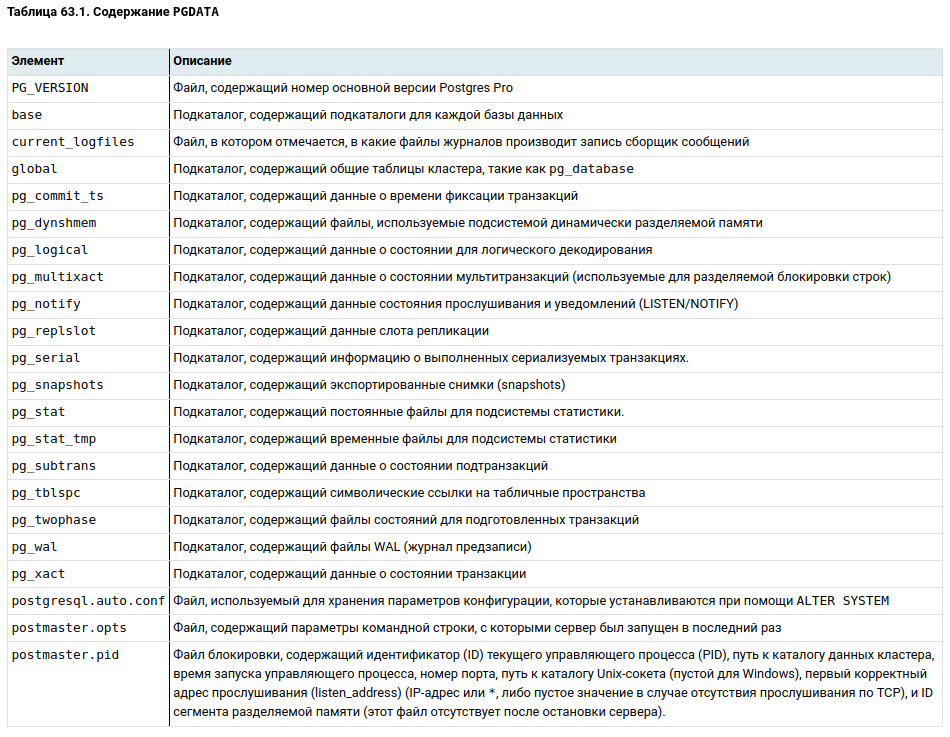 Таблица 63.1. Содержание PGDATA
Элемент Описание
PG_VERSION Файл, содержащий номер основной версии Postgres Pro
base Подкаталог, содержащий подкаталоги для каждой базы данных
current_logfiles Файл, в котором отмечается, в какие файлы журналов производит запись сборщик сообщений
global Подкаталог, содержащий общие таблицы кластера, такие как pg_database
pg_commit_ts Подкаталог, содержащий данные о времени фиксации транзакций
pg_dynshmem Подкаталог, содержащий файлы, используемые подсистемой динамически разделяемой памяти
pg_logical Подкаталог, содержащий данные о состоянии для логического декодирования
pg_multixact Подкаталог, содержащий данные о состоянии мультитранзакций (используемые для разделяемой блокировки строк)
pg_notify Подкаталог, содержащий данные состояния прослушивания и уведомлений (LISTEN/NOTIFY)
pg_replslot Подкаталог, содержащий данные слота репликации
pg_serial Подкаталог, содержащий информацию о выполненных сериализуемых транзакциях.
pg_snapshots Подкаталог, содержащий экспортированные снимки (snapshots)
pg_stat Подкаталог, содержащий постоянные файлы для подсистемы статистики.
pg_stat_tmp Подкаталог, содержащий временные файлы для подсистемы статистики
pg_subtrans Подкаталог, содержащий данные о состоянии подтранзакций
pg_tblspc Подкаталог, содержащий символические ссылки на табличные пространства
pg_twophase Подкаталог, содержащий файлы состояний для подготовленных транзакций
pg_wal Подкаталог, содержащий файлы WAL (журнал предзаписи)
pg_xact Подкаталог, содержащий данные о состоянии транзакции
postgresql.auto.conf Файл, используемый для хранения параметров конфигурации, которые устанавливаются при помощи ALTER SYSTEM
postmaster.opts Файл, содержащий параметры командной строки, с которыми сервер был запущен в последний раз
postmaster.pid Файл блокировки, содержащий идентификатор (ID) текущего управляющего процесса (PID), путь к каталогу данных кластера,
время запуска управляющего процесса, номер порта, путь к каталогу Unix-сокета (пустой для Windows), первый корректный
адрес прослушивания (listen_address) (IP-адрес или *, либо пустое значение в случае отсутствия прослушивания по TCP), и ID
сегмента разделяемой памяти (этот файл отсутствует после остановки сервера).